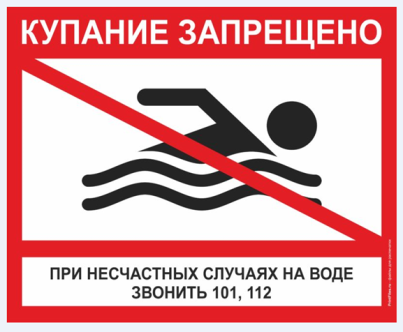 КУПАНИЕ ЗАПРЕЩЕНО
ПРИ НЕСЧАСТНЫХ СЛУЧАЯХ НА ВОДЕ
ЗВОНИТЬ 101, 112